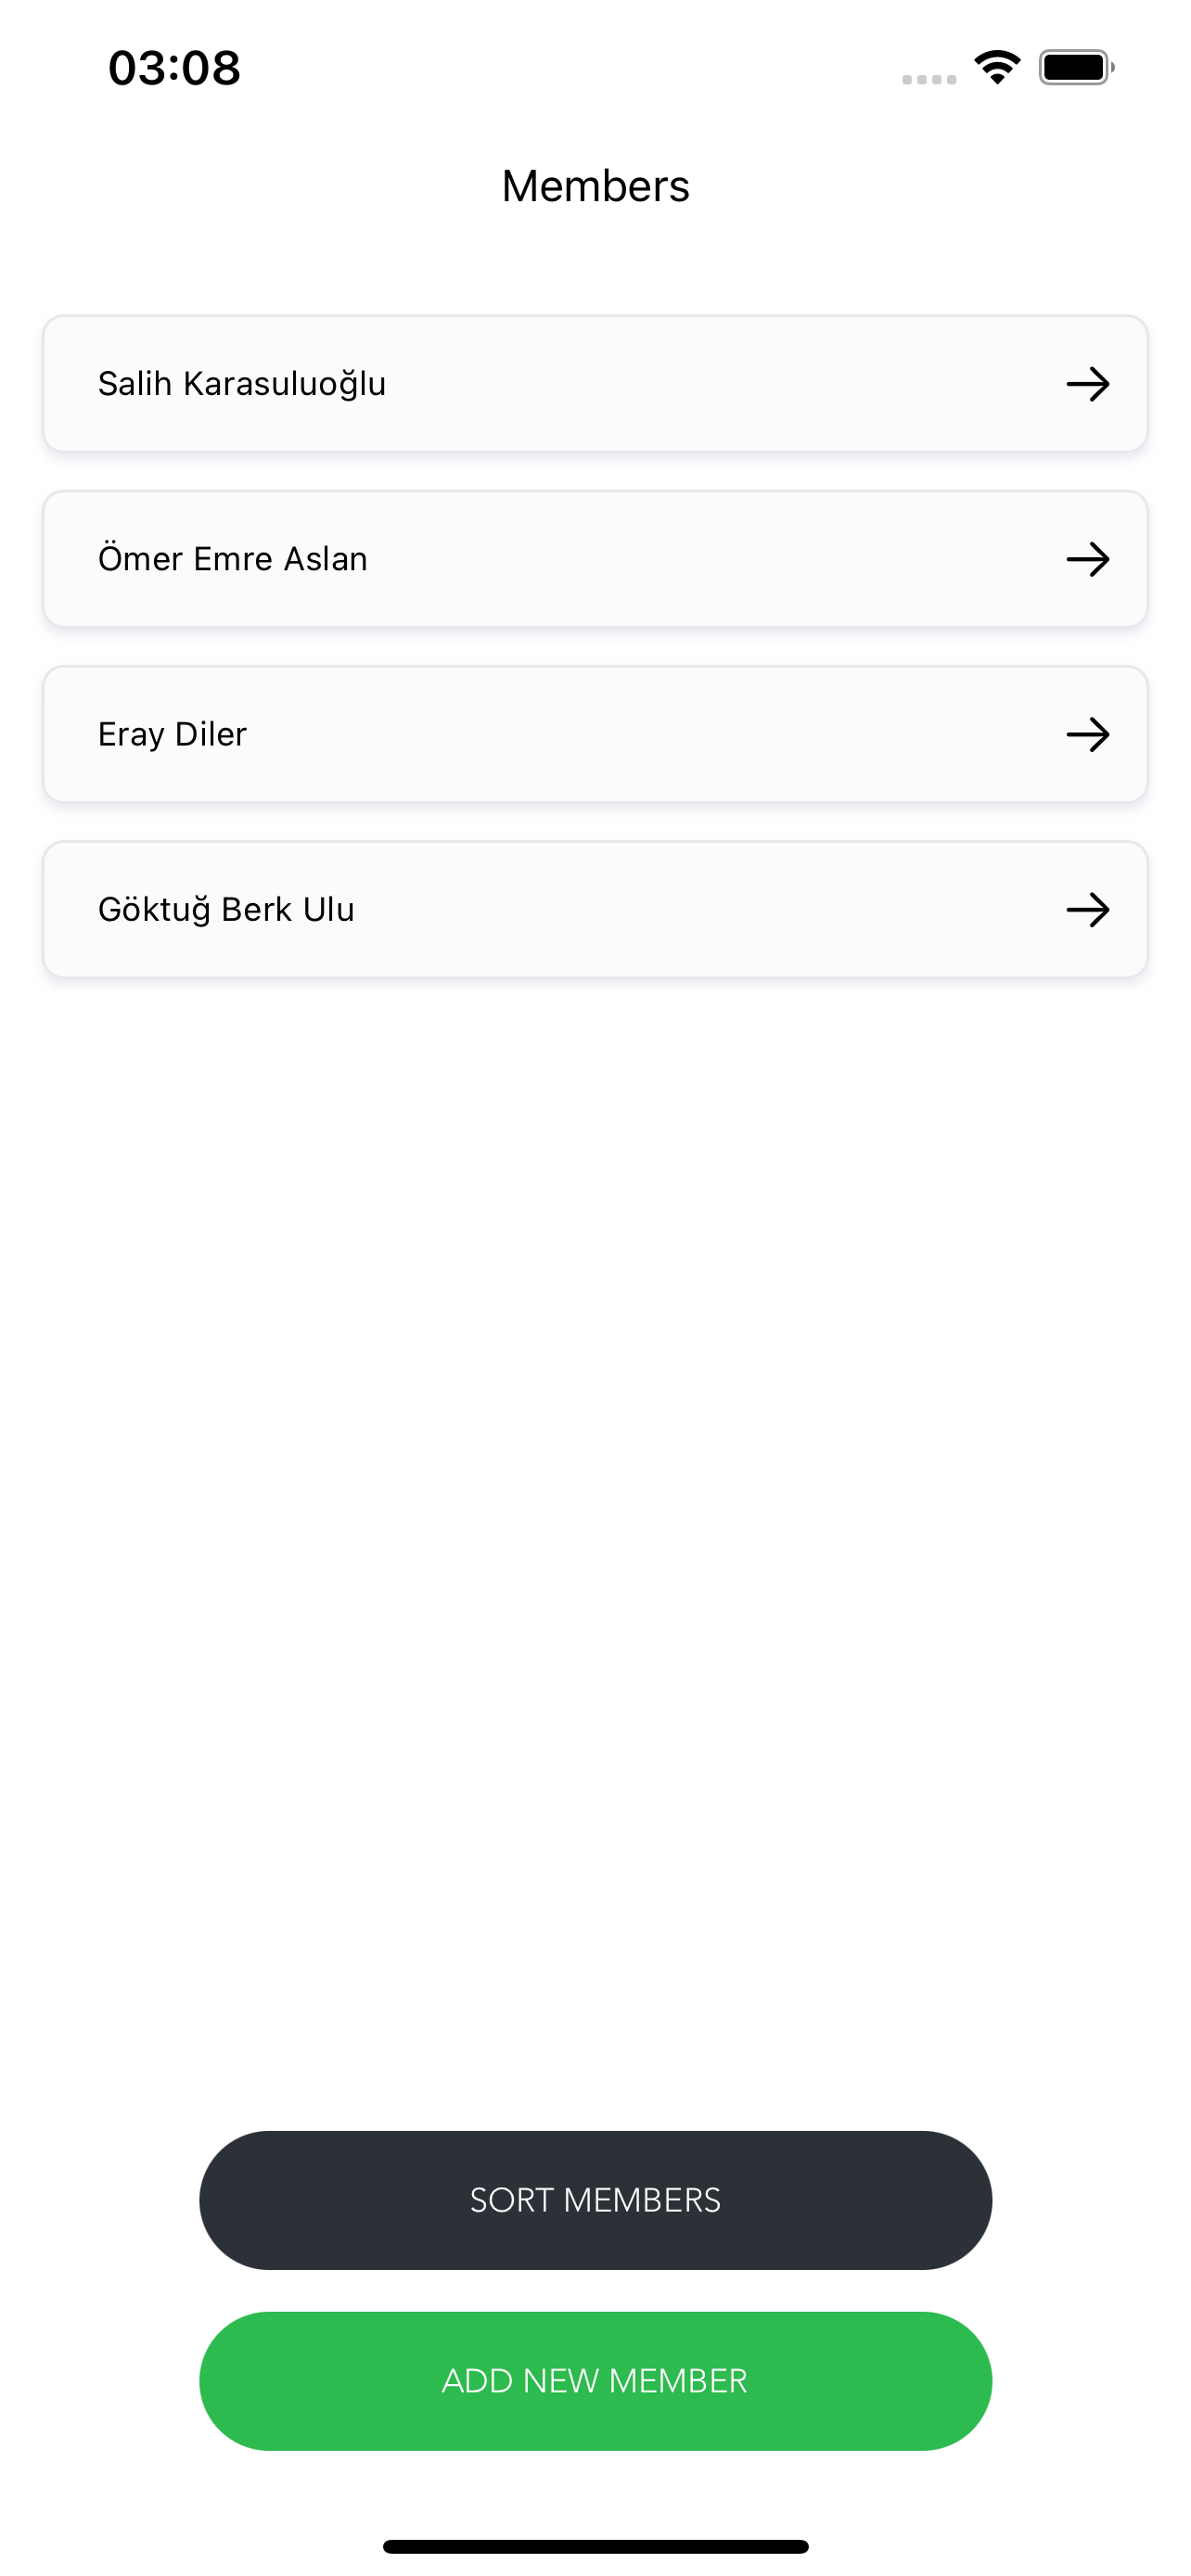 03:08
Members
Salih Karasuluoğlu
Ömer Emre Aslan
Eray Diler
Göktuğ Berk Ulu
SORT MEMBERS
ADD NEW MEMBER